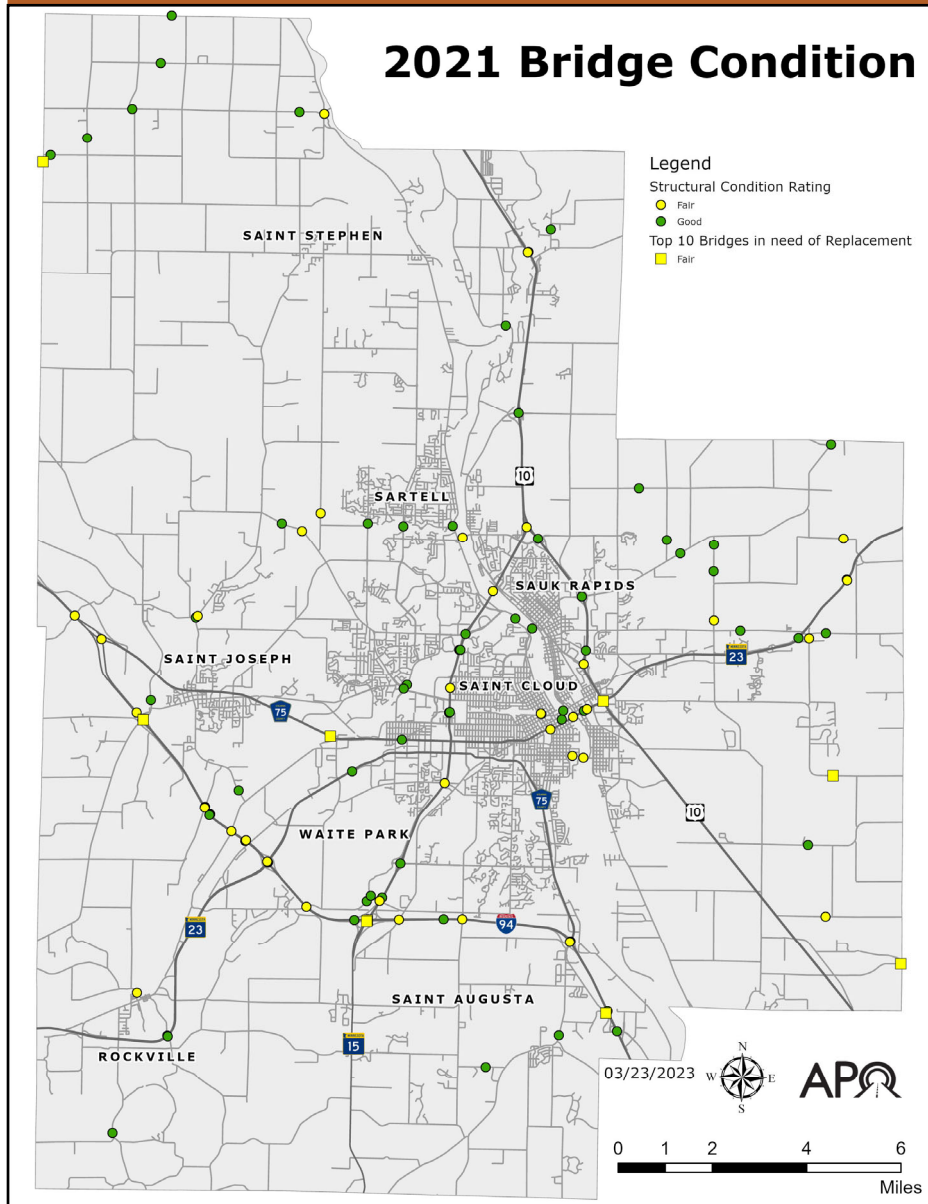 2021 Bridge Condition
Legend
Structural Condition Rating
Fair
Good
Top 10 Bridges in need of Replacement
Fair
SAINT STEPHEN
10
SARTELL
SAUK RAPIDS
SAINT JOSEPH
23
SAINT CLOUD
75
75
10
WAITE PARK
23
94
SAINT AUGUSTA
15
ROCKVILLE
03/23/2023
N
W E
S
APO
0 1 2 4 6
Miles